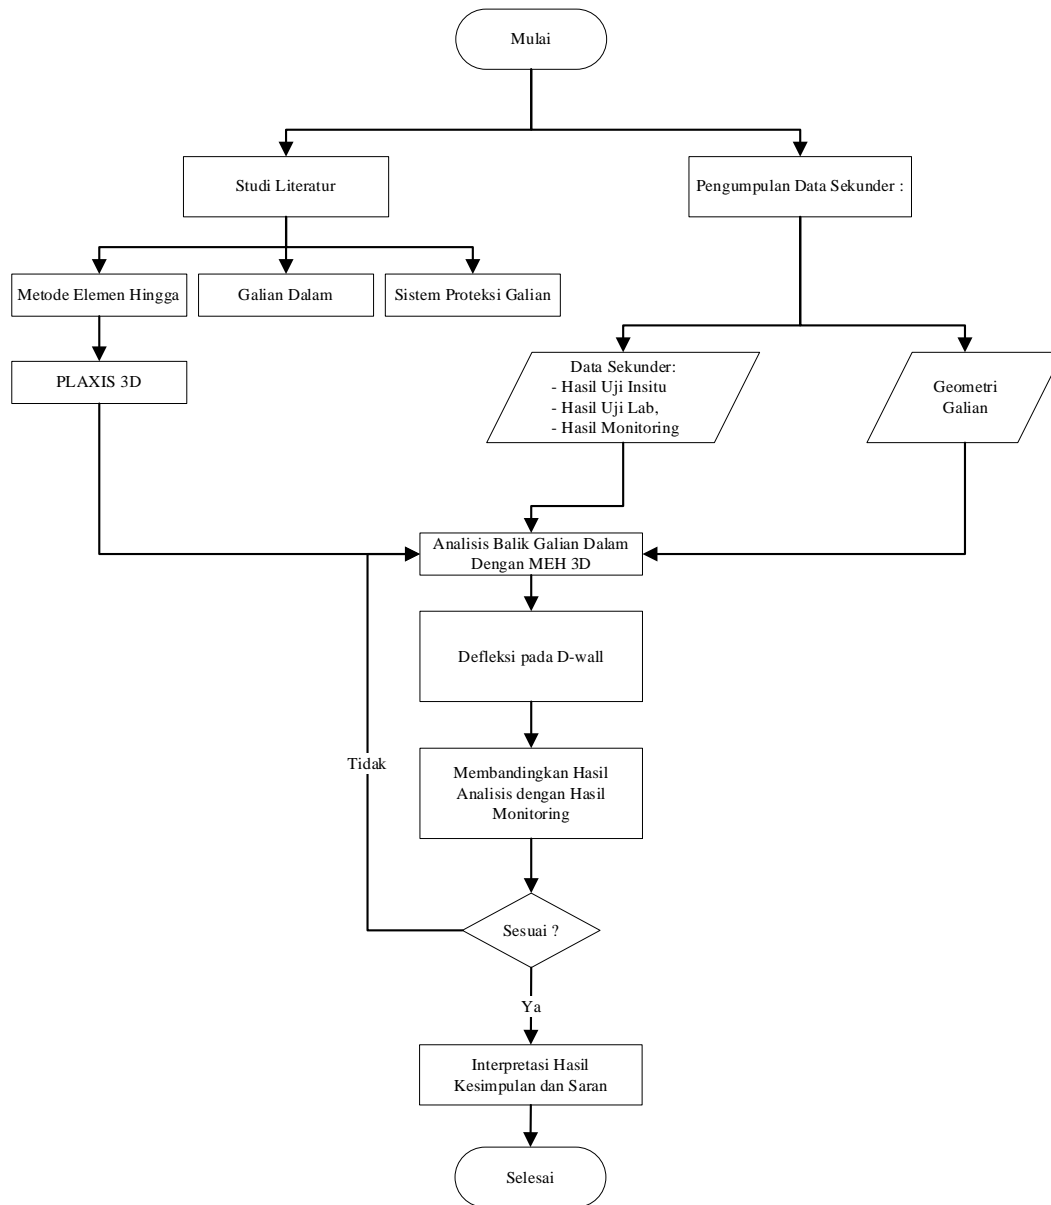 Mulai
Studi Literatur
Pengumpulan Data Sekunder :
Metode Elemen Hingga
Galian Dalam
Sistem Proteksi Galian
PLAXIS 3D
Data Sekunder:
- Hasil Uji Insitu
- Hasil Uji Lab,
- Hasil Monitoring
Geometri
Galian
Analisis Balik Galian Dalam
Dengan MEH 3D
Defleksi pada D-wall
Tidak
Membandingkan Hasil
Analisis dengan Hasil
Monitoring
Sesuai ?
Ya
Interpretasi Hasil
Kesimpulan dan Saran
Selesai